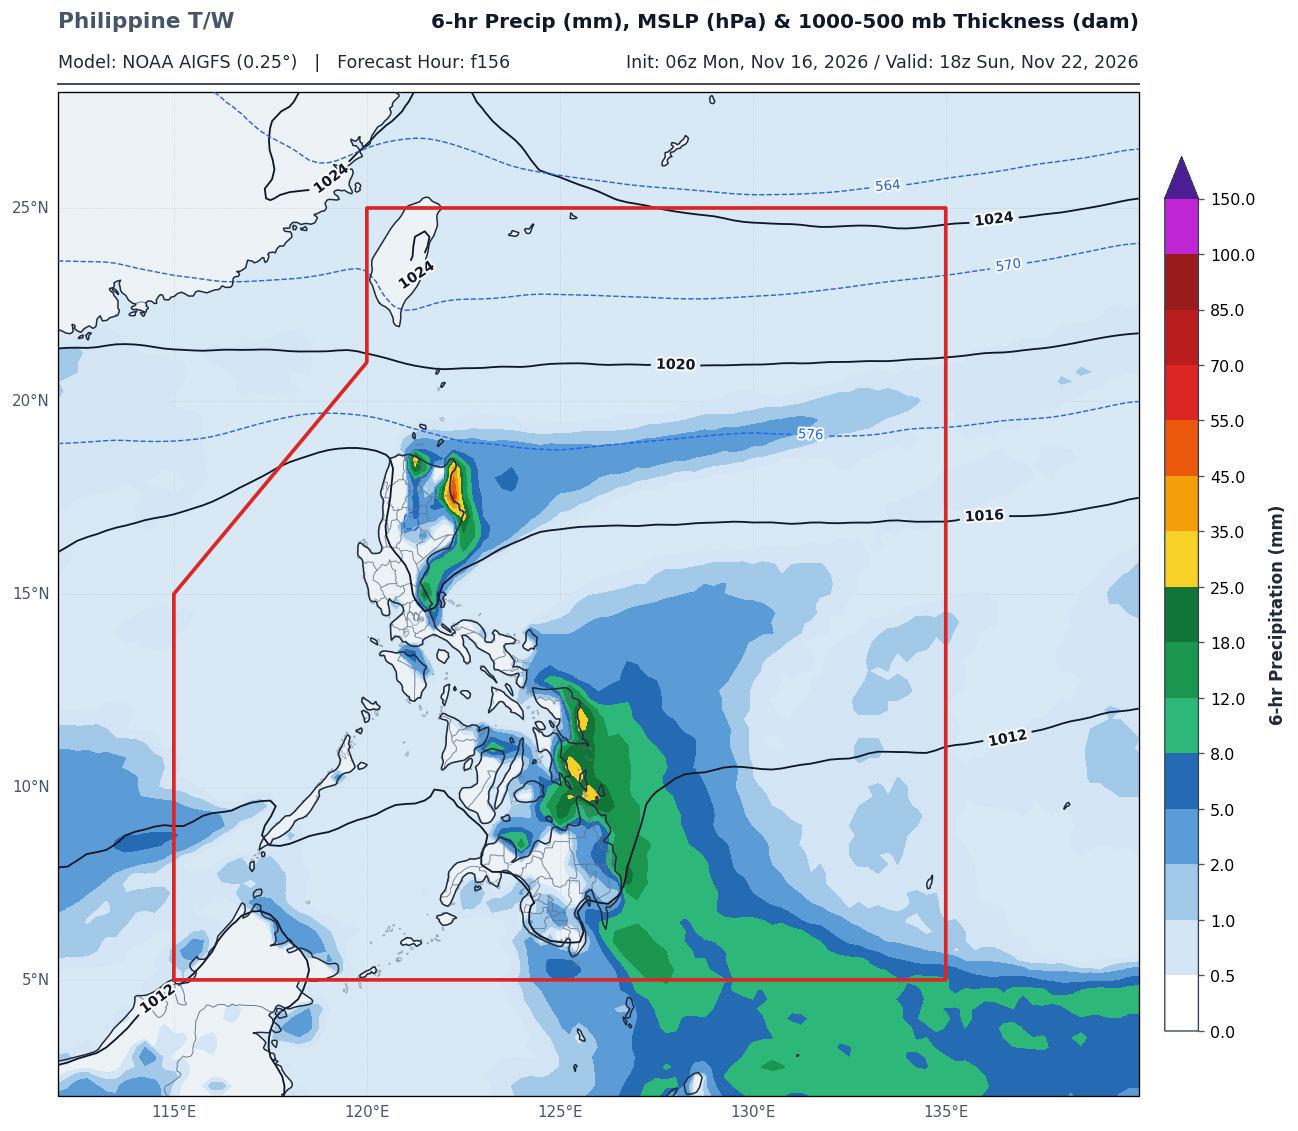 Philippine T/W
6-hr Precip (mm), MSLP (hPa) & 1000-500 mb Thickness (dam)
Model: NOAA AIGFS (0.25°) | Forecast Hour: f156
Init: 06z Mon, Nov 16, 2026 / Valid: 18z Sun, Nov 22, 2026
1024
564
25°N
1024
1024
570
1020
20°N
576
1016
15°N
1012
10°N
5°N
1012
115°E
120°E
125°E
130°E
135°E
150.0
100.0
85.0
70.0
55.0
45.0
35.0
25.0
18.0
12.0
8.0
5.0
2.0
1.0
0.5
0.0
6-hr Precipitation (mm)